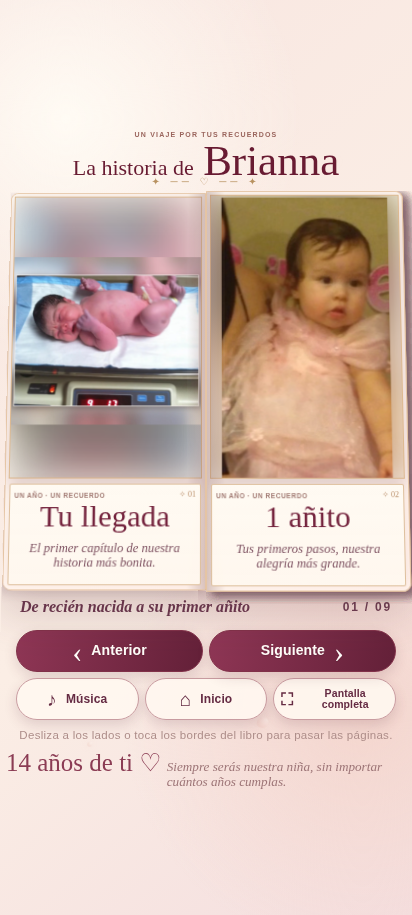 UN VIAJE POR TUS RECUERDOS
La historia de Brianna
UN AÑO · UN RECUERDO
01
Tu llegada
El primer capítulo de nuestra
historia más bonita.
UN AÑO · UN RECUERDO
02
1 añito
Tus primeros pasos, nuestra
alegría más grande.
De recién nacida a su primer añito
01 / 09
‹ Anterior
Siguiente ›
♪ Música
⌂ Inicio
Pantalla
completa
Desliza a los lados o toca los bordes del libro para pasar las páginas.
14 años de ti ♡
Siempre serás nuestra niña, sin importar
cuántos años cumplas.